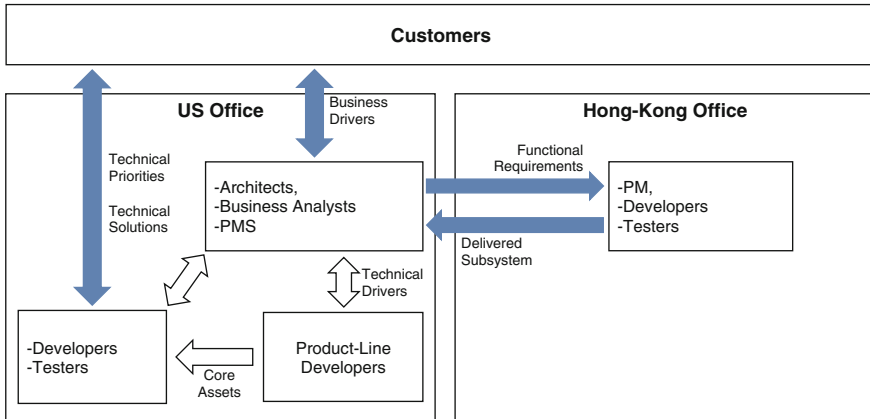 Customers
US Office
Hong-Kong Office
Business
Drivers
Technical
Priorities
Technical
Solutions
-Architects,
-Business Analysts
-PMS
Functional
Requirements
-PM,
-Developers
-Testers
Delivered
Subsystem
Technical
Drivers
-Developers
-Testers
Core
Assets
Product-Line
Developers